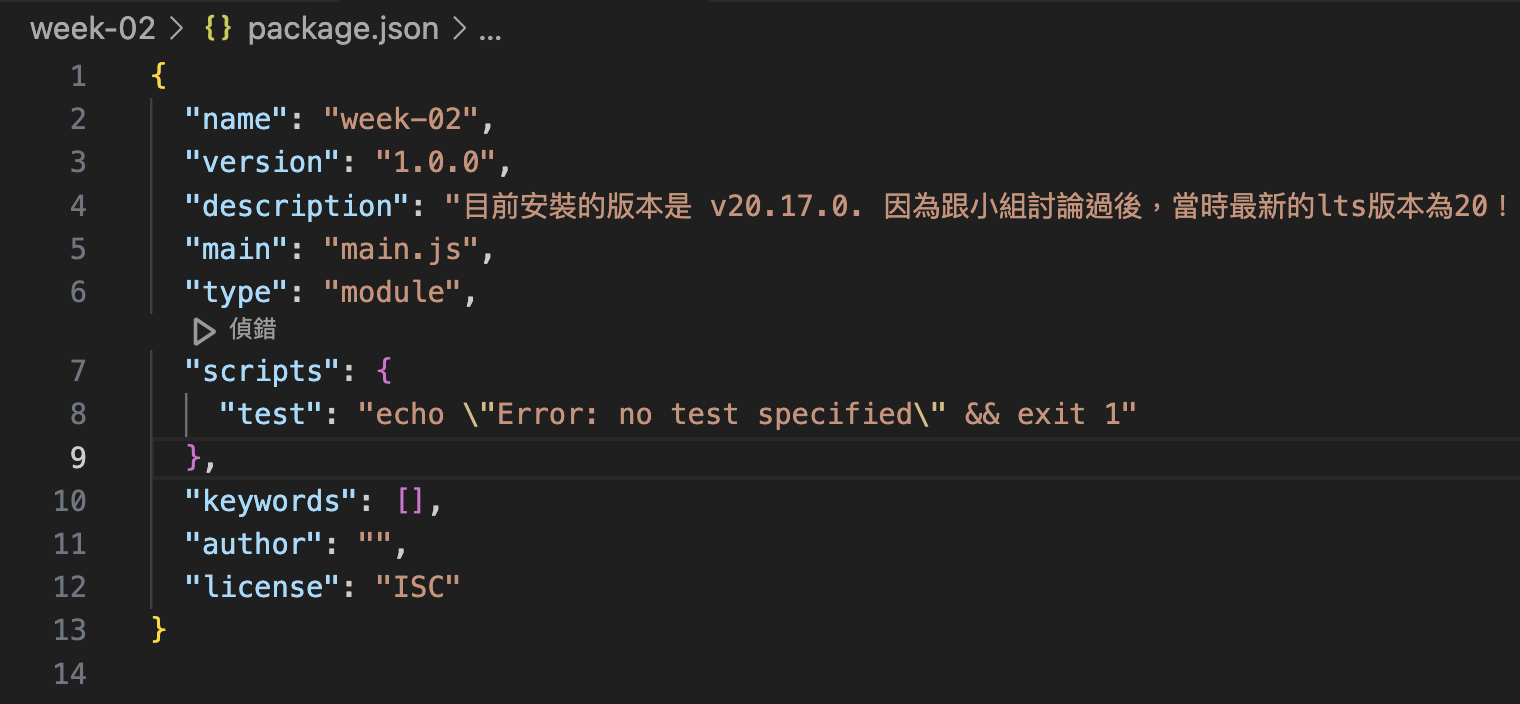 week-02 > {} package.json > ...
1 {
2 "name": "week-02",
3 "version": "1.0.0",
4 "description": "目前安裝的版本是 v20.17.0. 因為跟小組討論過後，當時最新的lts版本為20！
5 "main": "main.js",
6 "type": "module",
偵錯
7 "scripts": {
8 "test": "echo \"Error: no test specified\" && exit 1"
9 },
10 "keywords": [],
11 "author": "",
12 "license": "ISC"
13 }
14